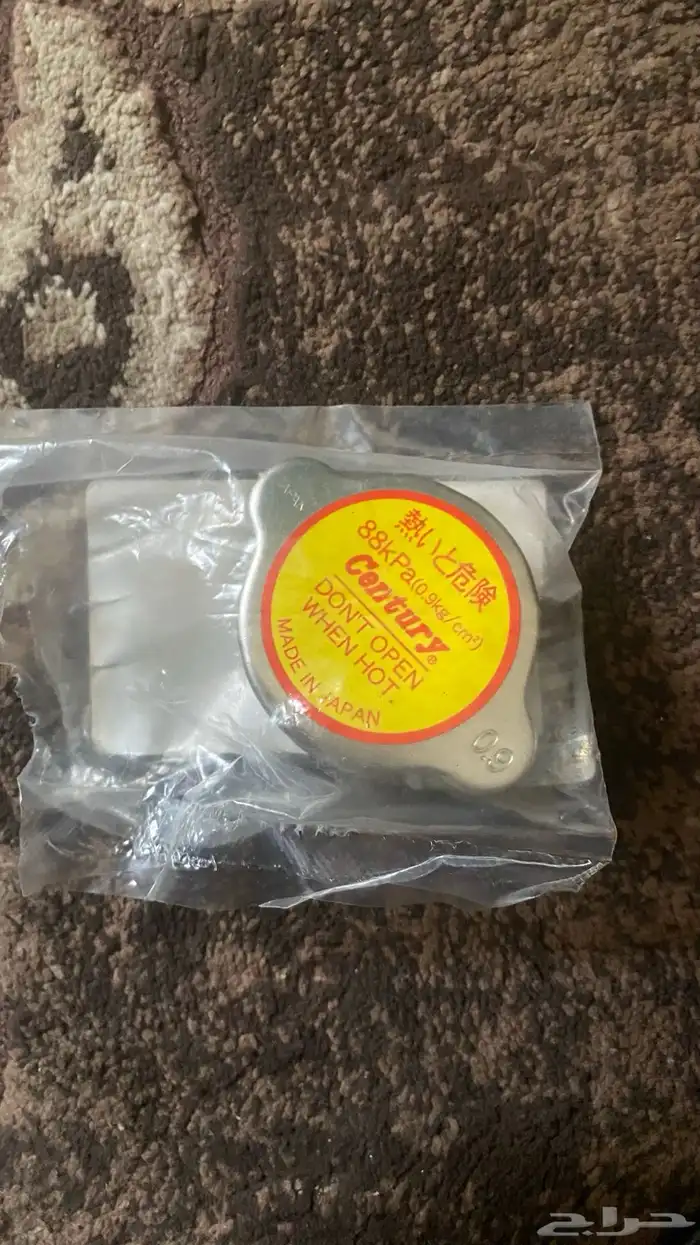 熱いと危険
88kPa(0.9kg/cm²)
Century®
DON'T OPEN
WHEN HOT
MADE IN JAPAN
0.9
حراج